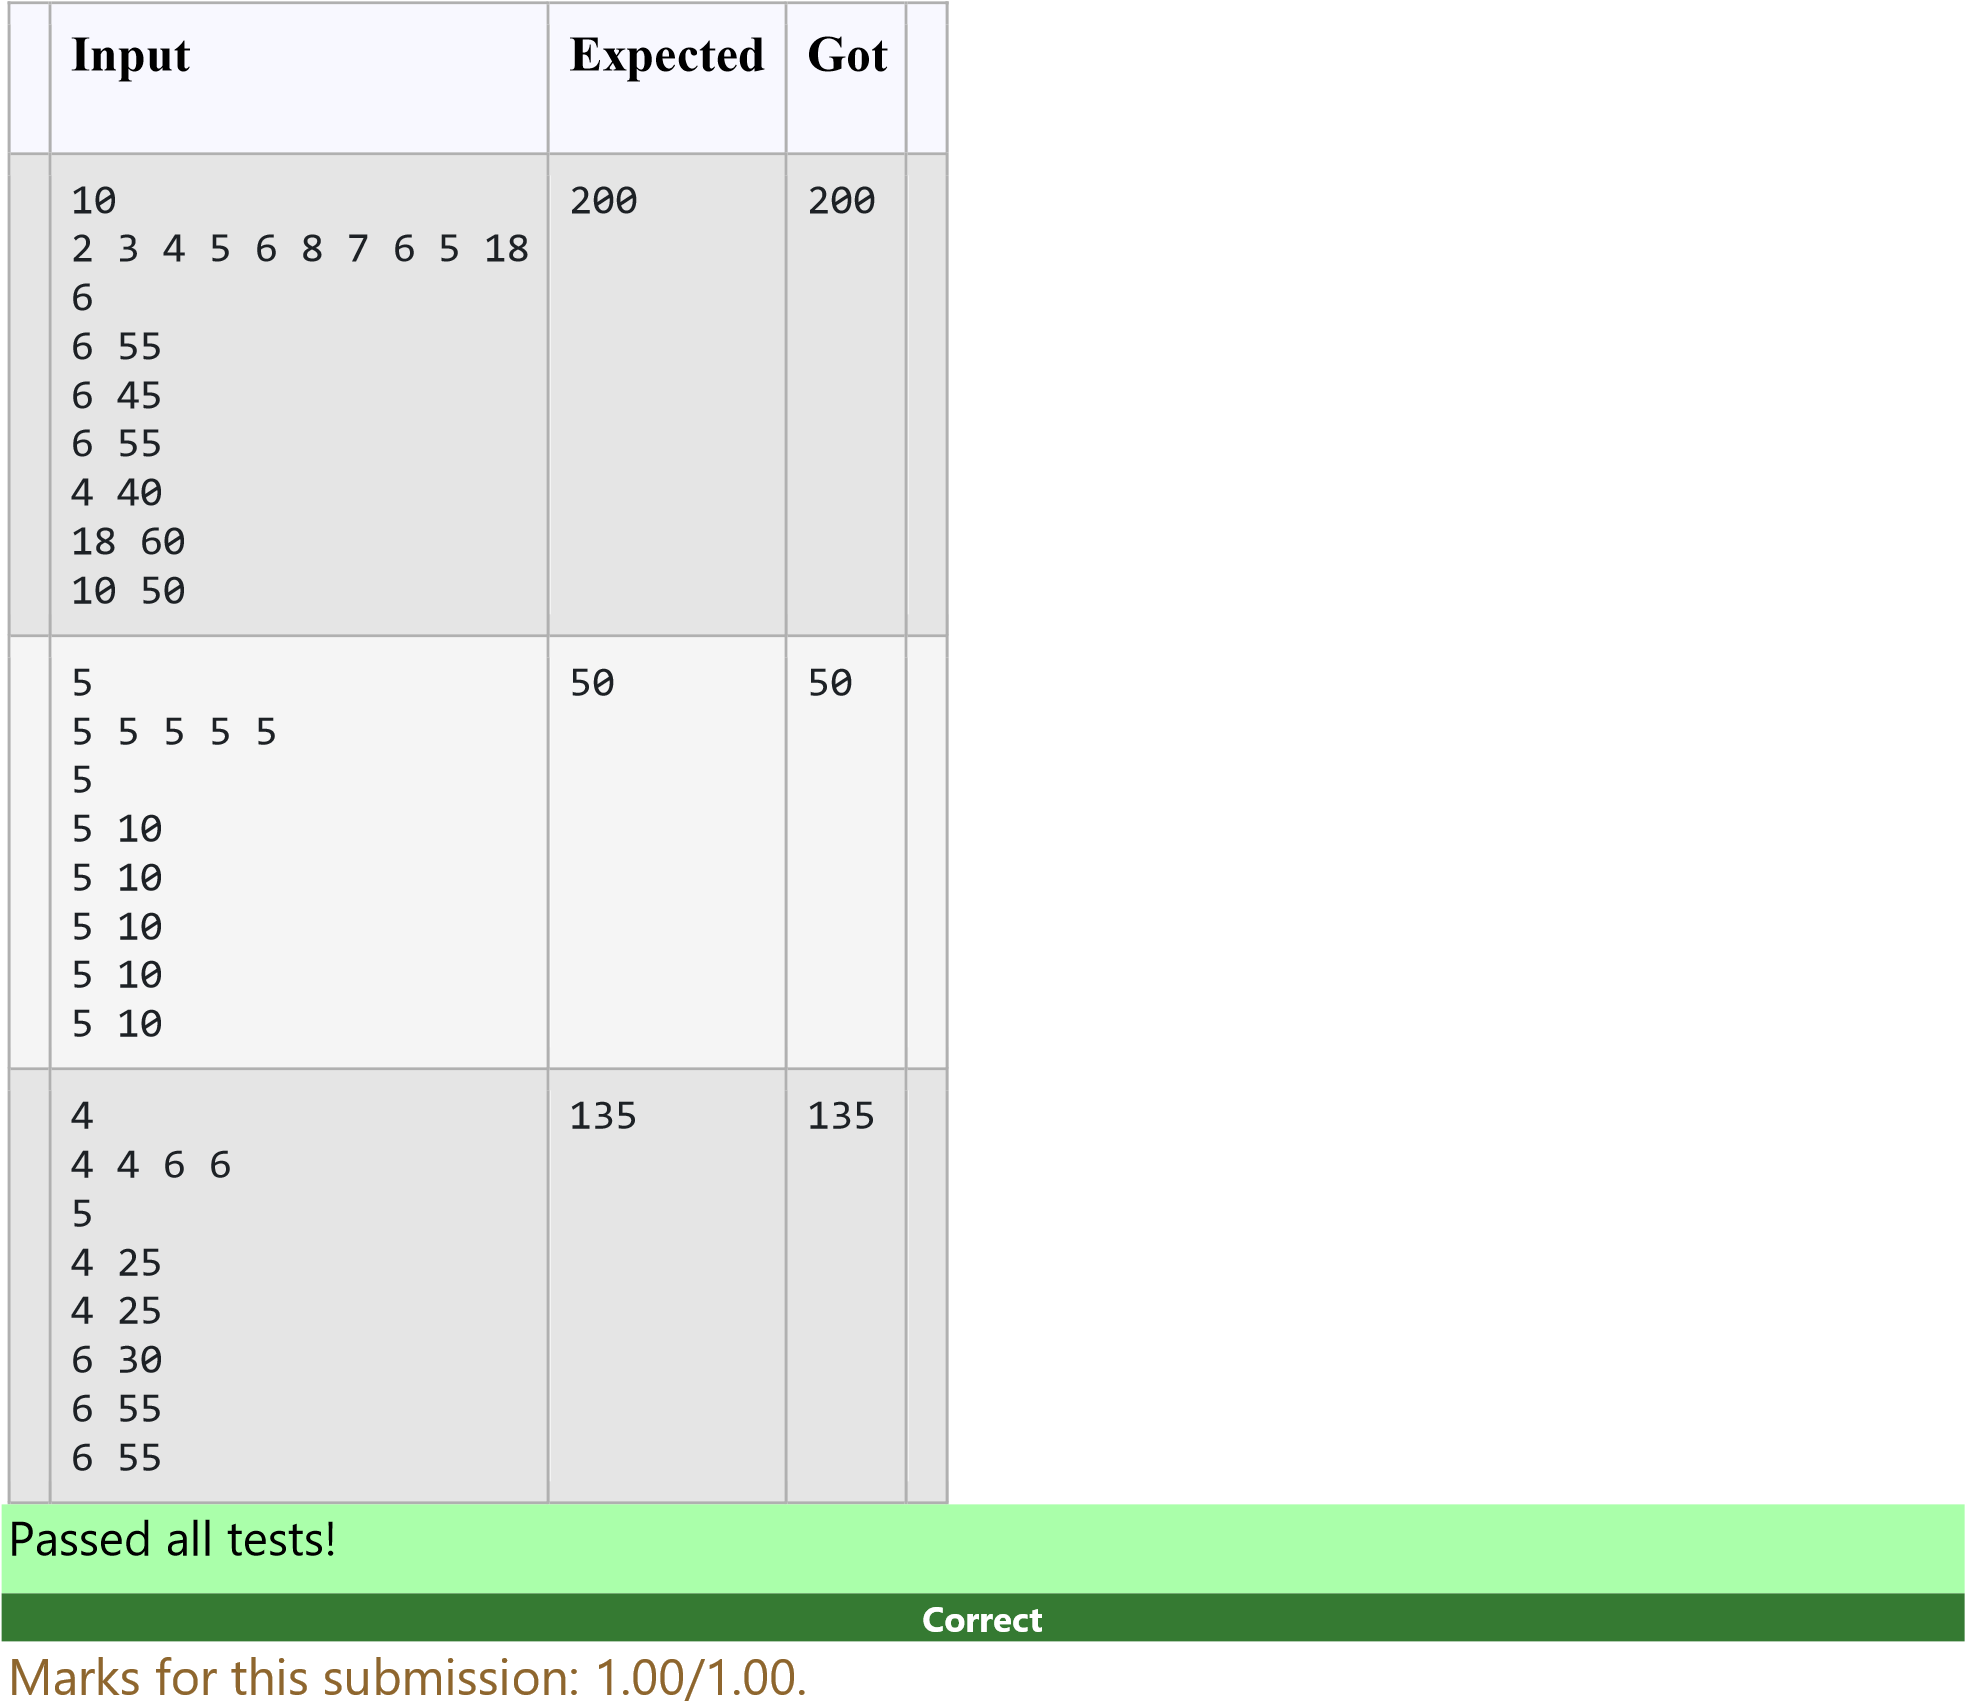 Input Expected Got
10 200 200
2 3 4 5 6 8 7 6 5 18
6
6 55
6 45
6 55
4 40
18 60
10 50
5 50 50
5 5 5 5 5
5
5 10
5 10
5 10
5 10
5 10
4 135 135
4 4 6 6
5
4 25
4 25
6 30
6 55
6 55
Passed all tests!
Correct
Marks for this submission: 1.00/1.00.